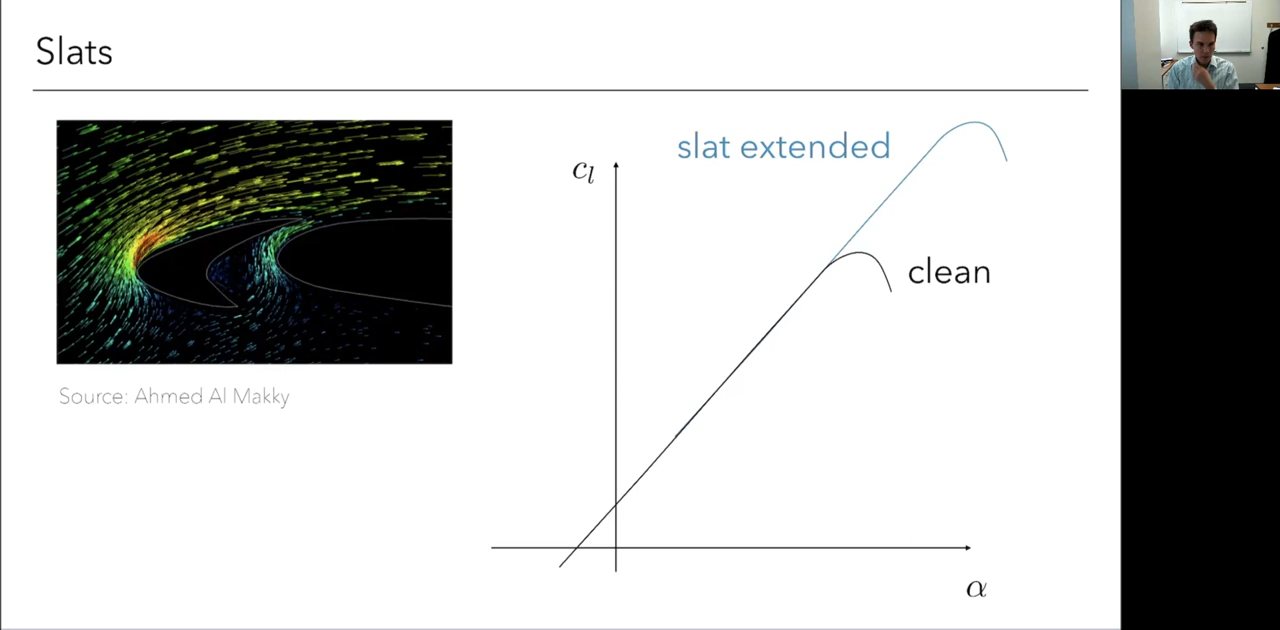 Slats
slat extended
c_l
clean
Source: Ahmed Al Makky
α